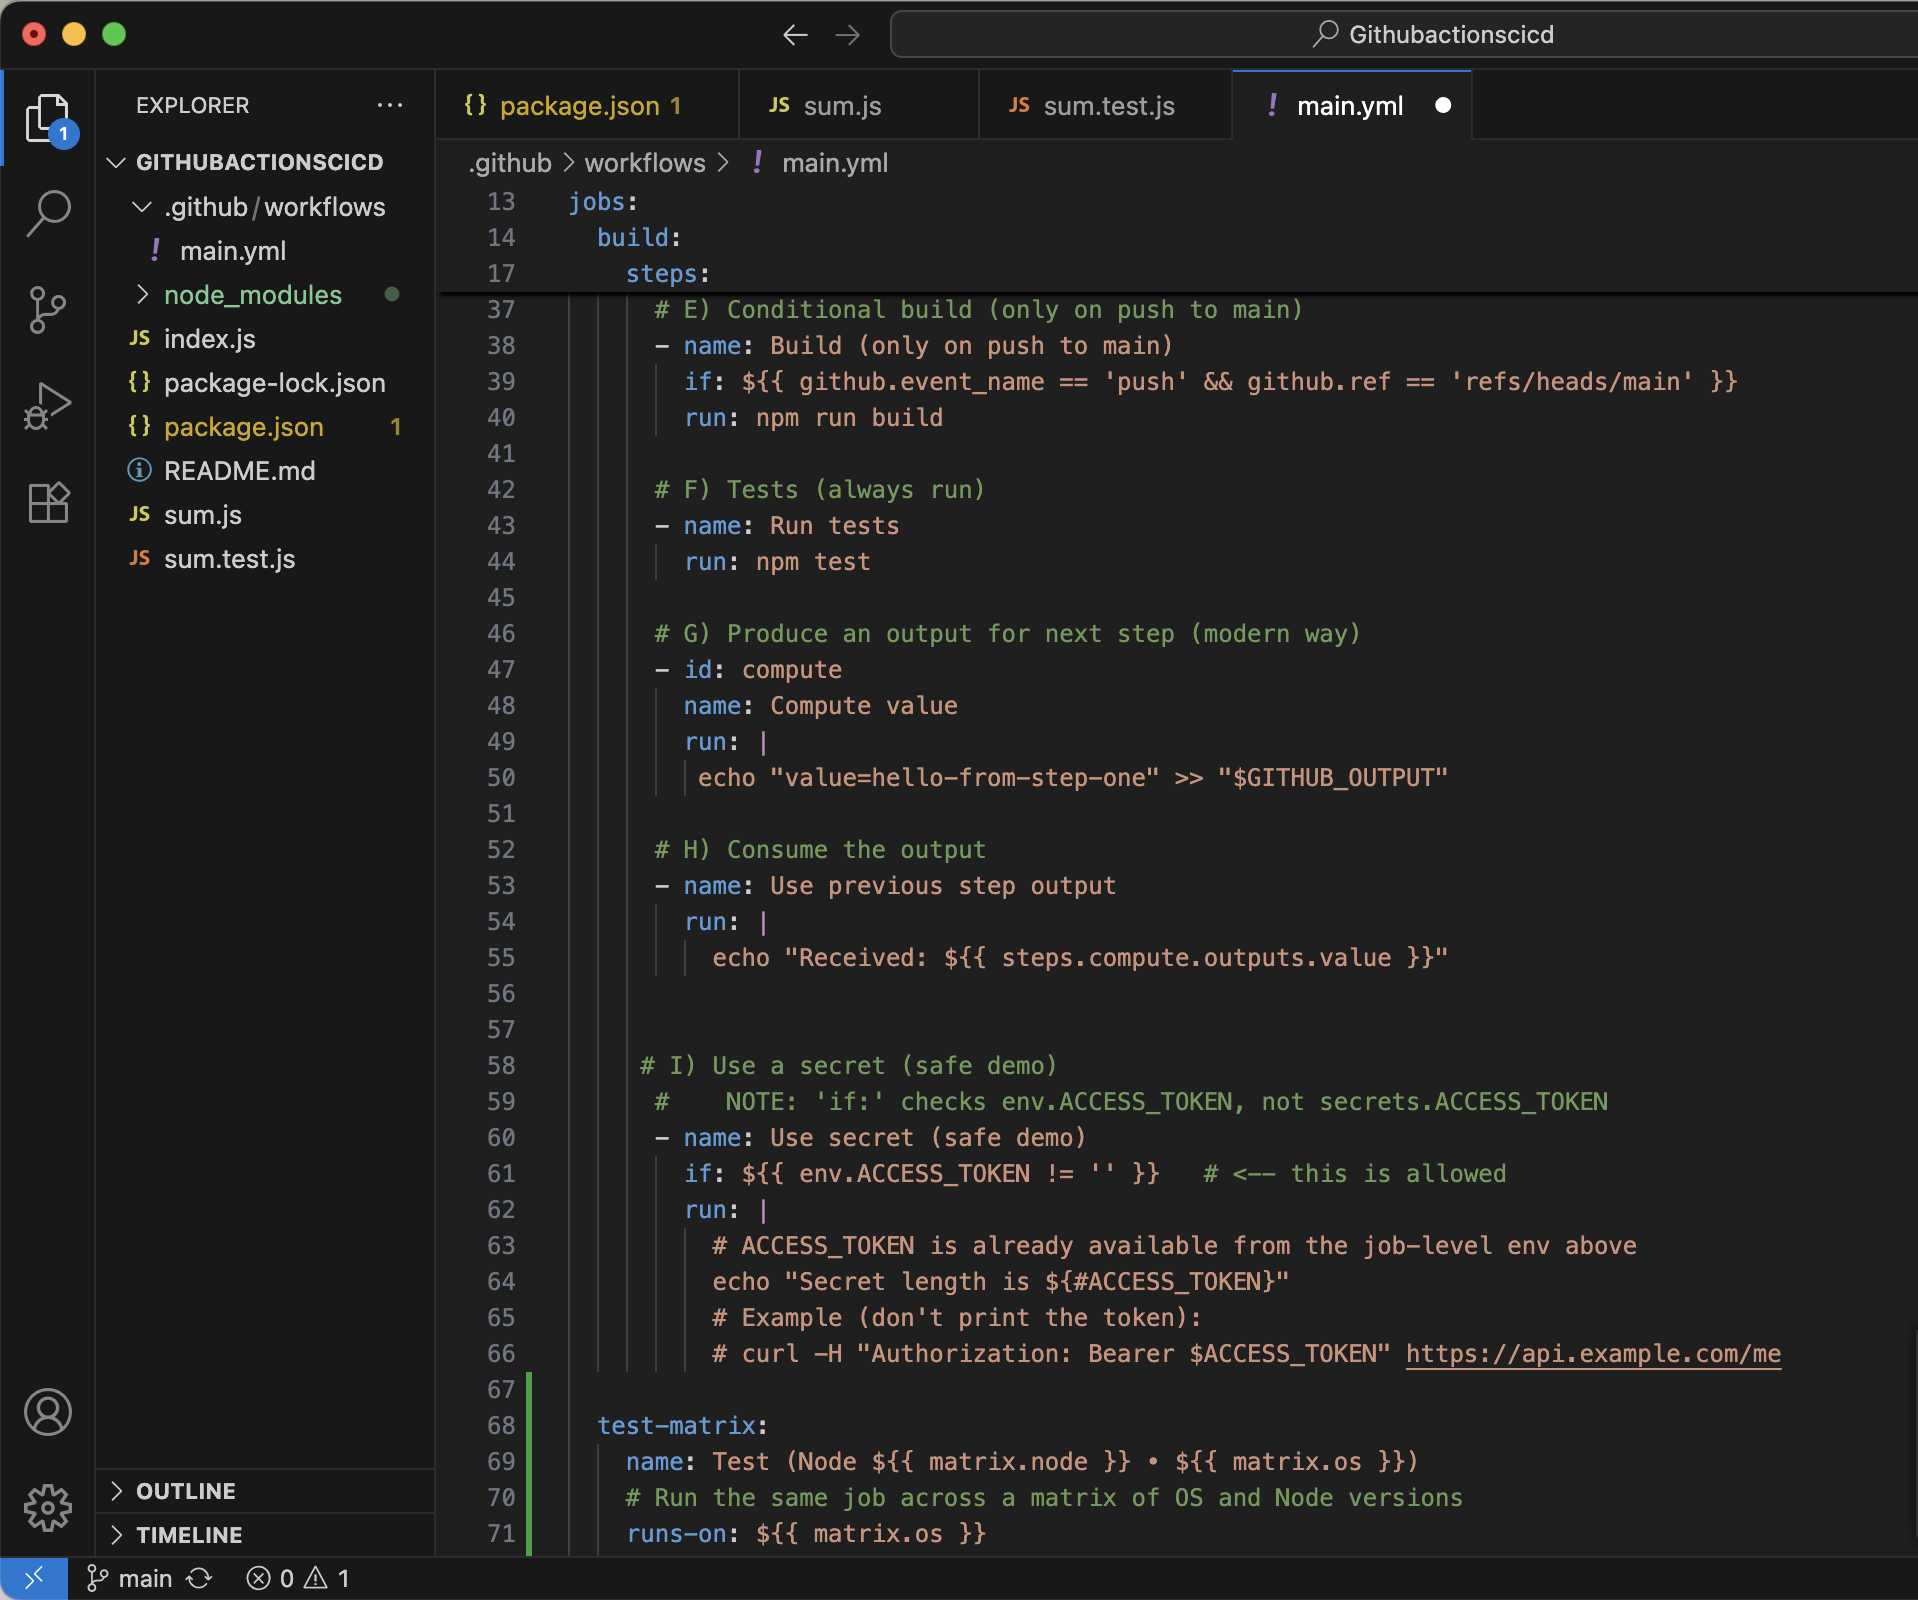 Githubactionscicd
EXPLORER
1
GITHUBACTIONSCICD
.github/workflows
! main.yml
node_modules
JS index.js
{} package-lock.json
{} package.json 1
README.md
JS sum.js
JS sum.test.js
OUTLINE
TIMELINE
{} package.json 1
JS sum.js
JS sum.test.js
! main.yml
.github > workflows > ! main.yml
13 jobs:
14 build:
17 steps:
37 # E) Conditional build (only on push to main)
38 - name: Build (only on push to main)
39 if: ${{ github.event_name == 'push' && github.ref == 'refs/heads/main' }}
40 run: npm run build
41
42 # F) Tests (always run)
43 - name: Run tests
44 run: npm test
45
46 # G) Produce an output for next step (modern way)
47 - id: compute
48 name: Compute value
49 run: |
50 echo "value=hello-from-step-one" >> "$GITHUB_OUTPUT"
51
52 # H) Consume the output
53 - name: Use previous step output
54 run: |
55 echo "Received: ${{ steps.compute.outputs.value }}"
56
57
58 # I) Use a secret (safe demo)
59 # NOTE: 'if:' checks env.ACCESS_TOKEN, not secrets.ACCESS_TOKEN
60 - name: Use secret (safe demo)
61 if: ${{ env.ACCESS_TOKEN != '' }} # <-- this is allowed
62 run: |
63 # ACCESS_TOKEN is already available from the job-level env above
64 echo "Secret length is ${#ACCESS_TOKEN}"
65 # Example (don't print the token):
66 # curl -H "Authorization: Bearer $ACCESS_TOKEN" https://api.example.com/me
67
68 test-matrix:
69 name: Test (Node ${{ matrix.node }} • ${{ matrix.os }})
70 # Run the same job across a matrix of OS and Node versions
71 runs-on: ${{ matrix.os }}
main 0 1